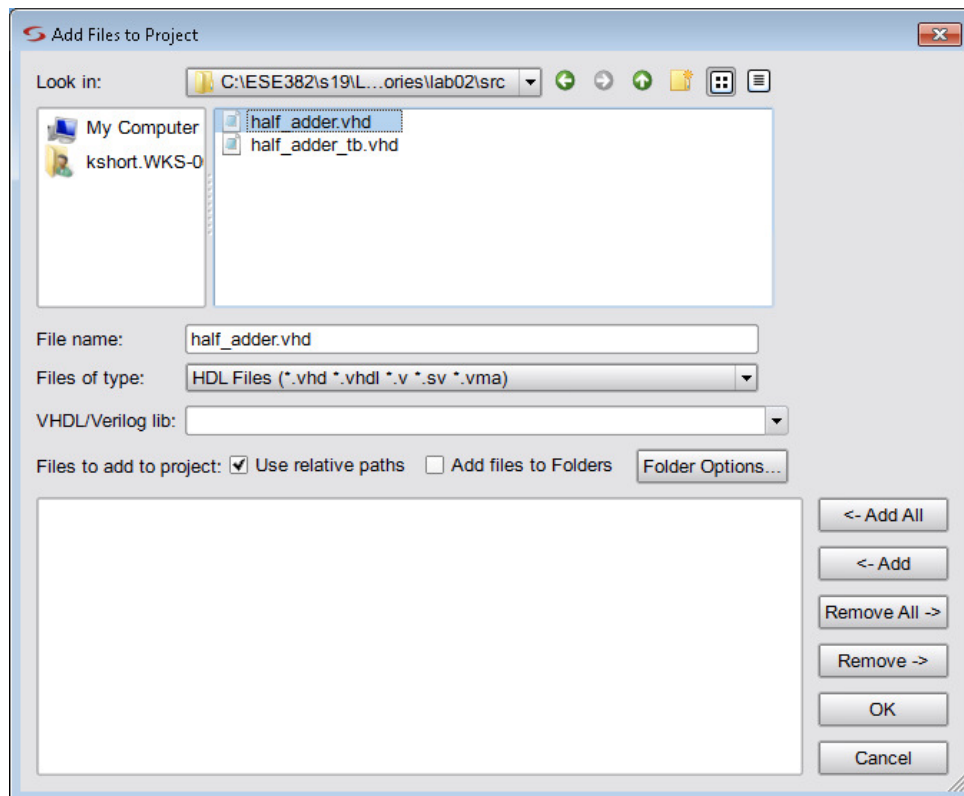 Add Files to Project
Look in: C:\ESE382\s19\L...ories\lab02\src
My Computer
kshort.WKS-0
half_adder.vhd
half_adder_tb.vhd
File name: half_adder.vhd
Files of type: HDL Files (*.vhd *.vhdl *.v *.sv *.vma)
VHDL/Verilog lib:
Files to add to project: Use relative paths Add files to Folders Folder Options...
<- Add All
<- Add
Remove All ->
Remove ->
OK
Cancel